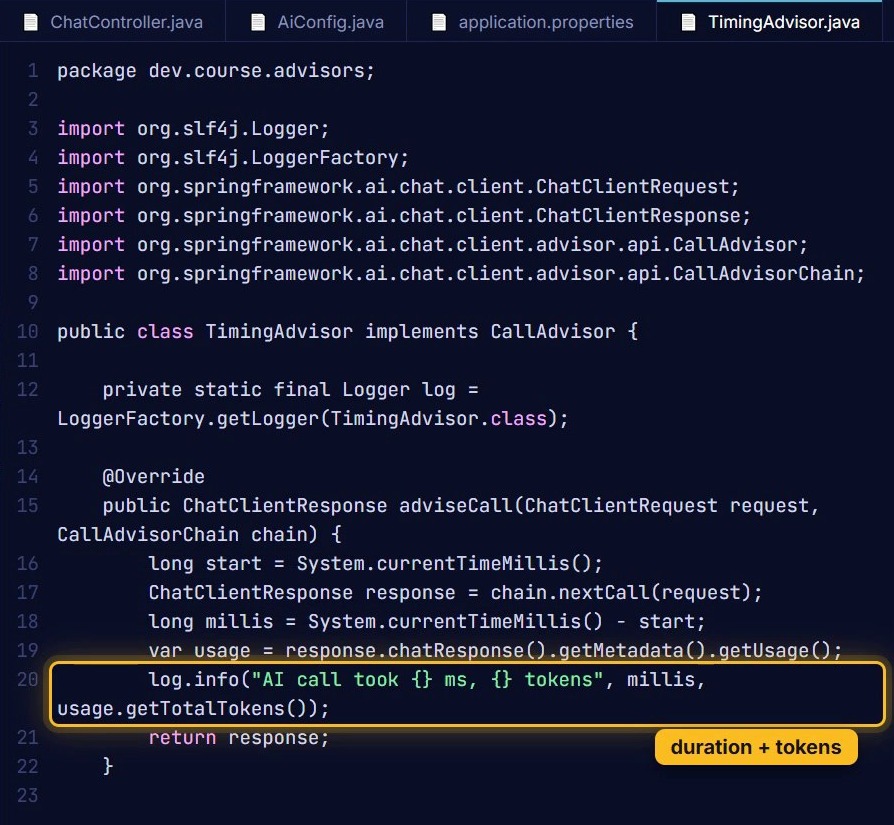 ChatController.java AiConfig.java application.properties TimingAdvisor.java
1 package dev.course.advisors;
2
3 import org.slf4j.Logger;
4 import org.slf4j.LoggerFactory;
5 import org.springframework.ai.chat.client.ChatClientRequest;
6 import org.springframework.ai.chat.client.ChatClientResponse;
7 import org.springframework.ai.chat.client.advisor.api.CallAdvisor;
8 import org.springframework.ai.chat.client.advisor.api.CallAdvisorChain;
9
10 public class TimingAdvisor implements CallAdvisor {
11
12     private static final Logger log =
LoggerFactory.getLogger(TimingAdvisor.class);
13
14     @Override
15     public ChatClientResponse adviseCall(ChatClientRequest request,
CallAdvisorChain chain) {
16         long start = System.currentTimeMillis();
17         ChatClientResponse response = chain.nextCall(request);
18         long millis = System.currentTimeMillis() - start;
19         var usage = response.chatResponse().getMetadata().getUsage();
20         log.info("AI call took {} ms, {} tokens", millis,
usage.getTotalTokens());
21         return response;
duration + tokens
22     }
23